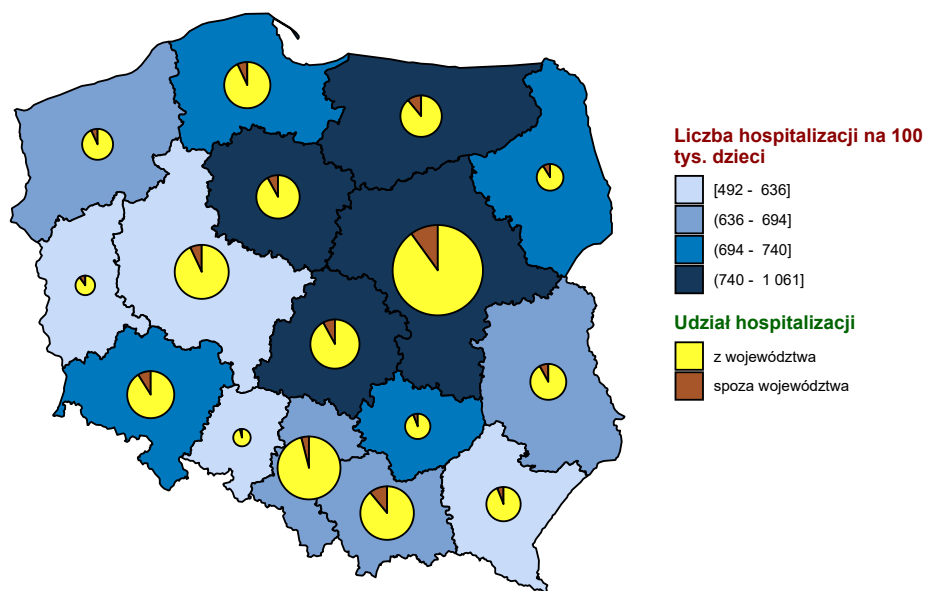 Liczba hospitalizacji na 100
tys. dzieci
[492 - 636]
(636 - 694]
(694 - 740]
(740 - 1 061]
Udział hospitalizacji
z województwa
spoza województwa